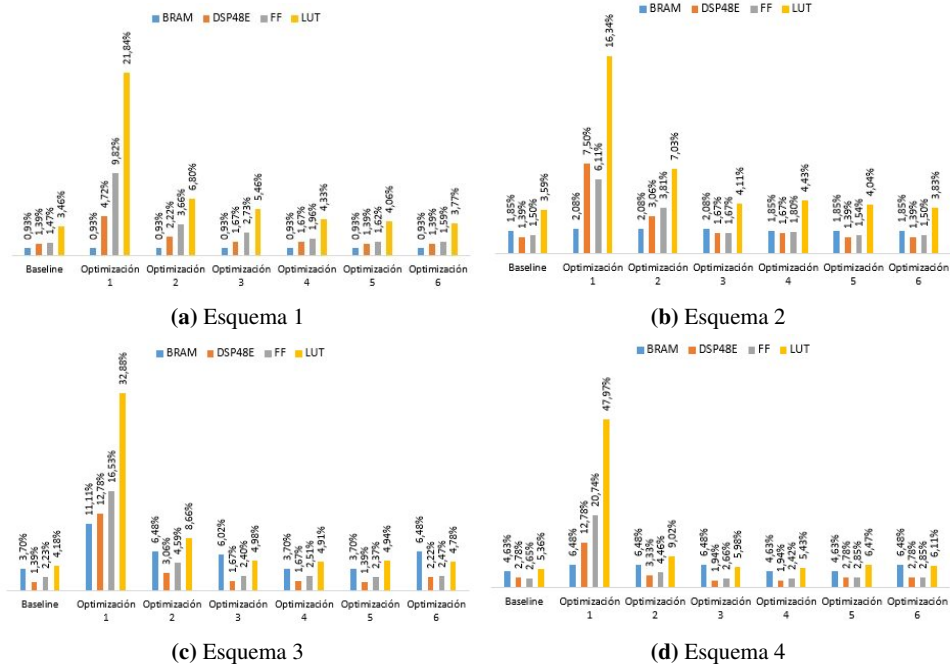 BRAM DSP48E FF LUT
0,93% 1,39% 1,47% 3,46%
0,93% 4,72% 9,82% 21,84%
0,93% 2,22% 3,66% 6,80%
0,93% 1,67% 2,73% 5,46%
0,93% 1,67% 1,96% 4,33%
0,93% 1,39% 1,62% 4,06%
0,93% 1,39% 1,59% 3,77%
Baseline Optimización Optimización Optimización Optimización Optimización Optimización
1 2 3 4 5 6
(a) Esquema 1
BRAM DSP48E FF LUT
1,85% 1,39% 1,50% 3,59%
2,08% 7,50% 6,11% 16,34%
2,08% 3,06% 3,81% 7,03%
2,08% 1,67% 1,67% 4,11%
1,85% 1,67% 1,80% 4,43%
1,85% 1,39% 1,54% 4,04%
1,85% 1,39% 1,50% 3,83%
Baseline Optimización Optimización Optimización Optimización Optimización Optimización
1 2 3 4 5 6
(b) Esquema 2
BRAM DSP48E FF LUT
3,70% 1,39% 2,23% 4,18%
11,11% 12,78% 16,53% 32,88%
6,48% 3,06% 4,59% 8,66%
6,02% 1,67% 2,40% 4,98%
3,70% 1,67% 2,51% 4,91%
3,70% 1,39% 2,37% 4,94%
6,48% 2,22% 2,47% 4,78%
Baseline Optimización Optimización Optimización Optimización Optimización Optimización
1 2 3 4 5 6
(c) Esquema 3
BRAM DSP48E FF LUT
4,63% 2,78% 2,65% 5,36%
6,48% 12,78% 20,74% 47,97%
6,48% 3,33% 4,46% 9,02%
6,48% 1,94% 2,66% 5,98%
4,63% 1,94% 2,42% 5,43%
4,63% 2,78% 2,85% 6,47%
6,48% 2,78% 2,85% 6,11%
Baseline Optimización Optimización Optimización Optimización Optimización Optimización
1 2 3 4 5 6
(d) Esquema 4